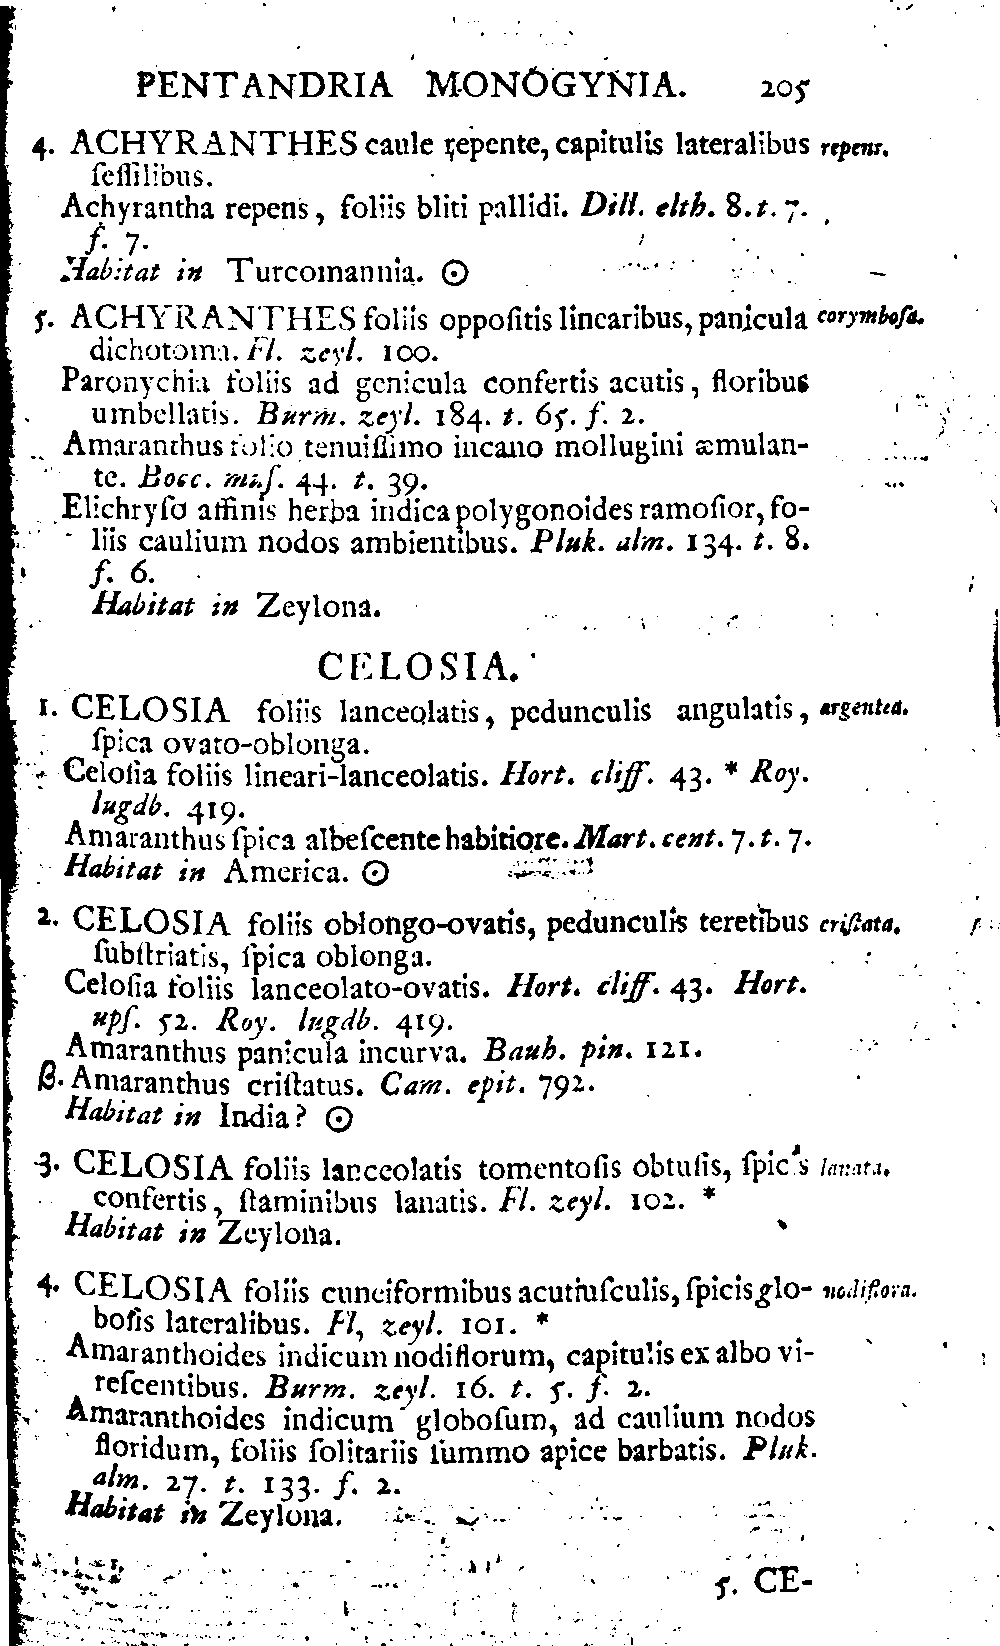 PENTANDRIA MONOGYNIA. 205
4. ACHYRANTHES caule repente, capitulis lateralibus repens.
ſeſſilibus.
Achyrantha repens, foliis bliti pallidi. Dill. elth. 8. t. 7.
f. 7.
Habitat in Turcomannia. ☉
5. ACHYRANTHES foliis oppoſitis linearibus, panicula corymboſa.
dichotoma. Fl. zeyl. 100.
Paronychia foliis ad genicula confertis acutis, floribus
umbellatis. Burm. zeyl. 184. t. 65. f. 2.
Amaranthus folio tenuiſſimo incano mollugini æmulan-
te. Bocc. muſ. 44. t. 39.
Elichryſo affinis herba indica polygonoides ramoſior, fo-
liis caulium nodos ambientibus. Pluk. alm. 134. t. 8.
f. 6.
Habitat in Zeylona.
CELOSIA.
1. CELOSIA foliis lanceolatis, pedunculis angulatis, argentea.
ſpica ovato-oblonga.
Celoſia foliis lineari-lanceolatis. Hort. cliff. 43. * Roy.
lugdb. 419.
Amaranthus ſpica albeſcente habitiore. Mart. cent. 7. t. 7.
Habitat in America. ☉
2. CELOSIA foliis oblongo-ovatis, pedunculis teretibus criſtata.
ſubſtriatis, ſpica oblonga.
Celoſia foliis lanceolato-ovatis. Hort. cliff. 43. Hort.
upſ. 52. Roy. lugdb. 419.
Amaranthus panicula incurva. Bauh. pin. 121.
β. Amaranthus criſtatus. Cam. epit. 792.
Habitat in India? ☉
3. CELOSIA foliis lanceolatis tomentoſis obtuſis, ſpicis lanata.
confertis, ſtaminibus lanatis. Fl. zeyl. 102. *
Habitat in Zeylona.
4. CELOSIA foliis cuneiformibus acutiuſculis, ſpicis glo- nodiflora.
boſis lateralibus. Fl, zeyl. 101. *
Amaranthoides indicum nodiflorum, capitulis ex albo vi-
reſcentibus. Burm. zeyl. 16. t. 5. f. 2.
Amaranthoides indicum globoſum, ad caulium nodos
floridum, foliis ſolitariis ſummo apice barbatis. Pluk.
alm. 27. t. 133. f. 2.
Habitat in Zeylona.
5. CE-